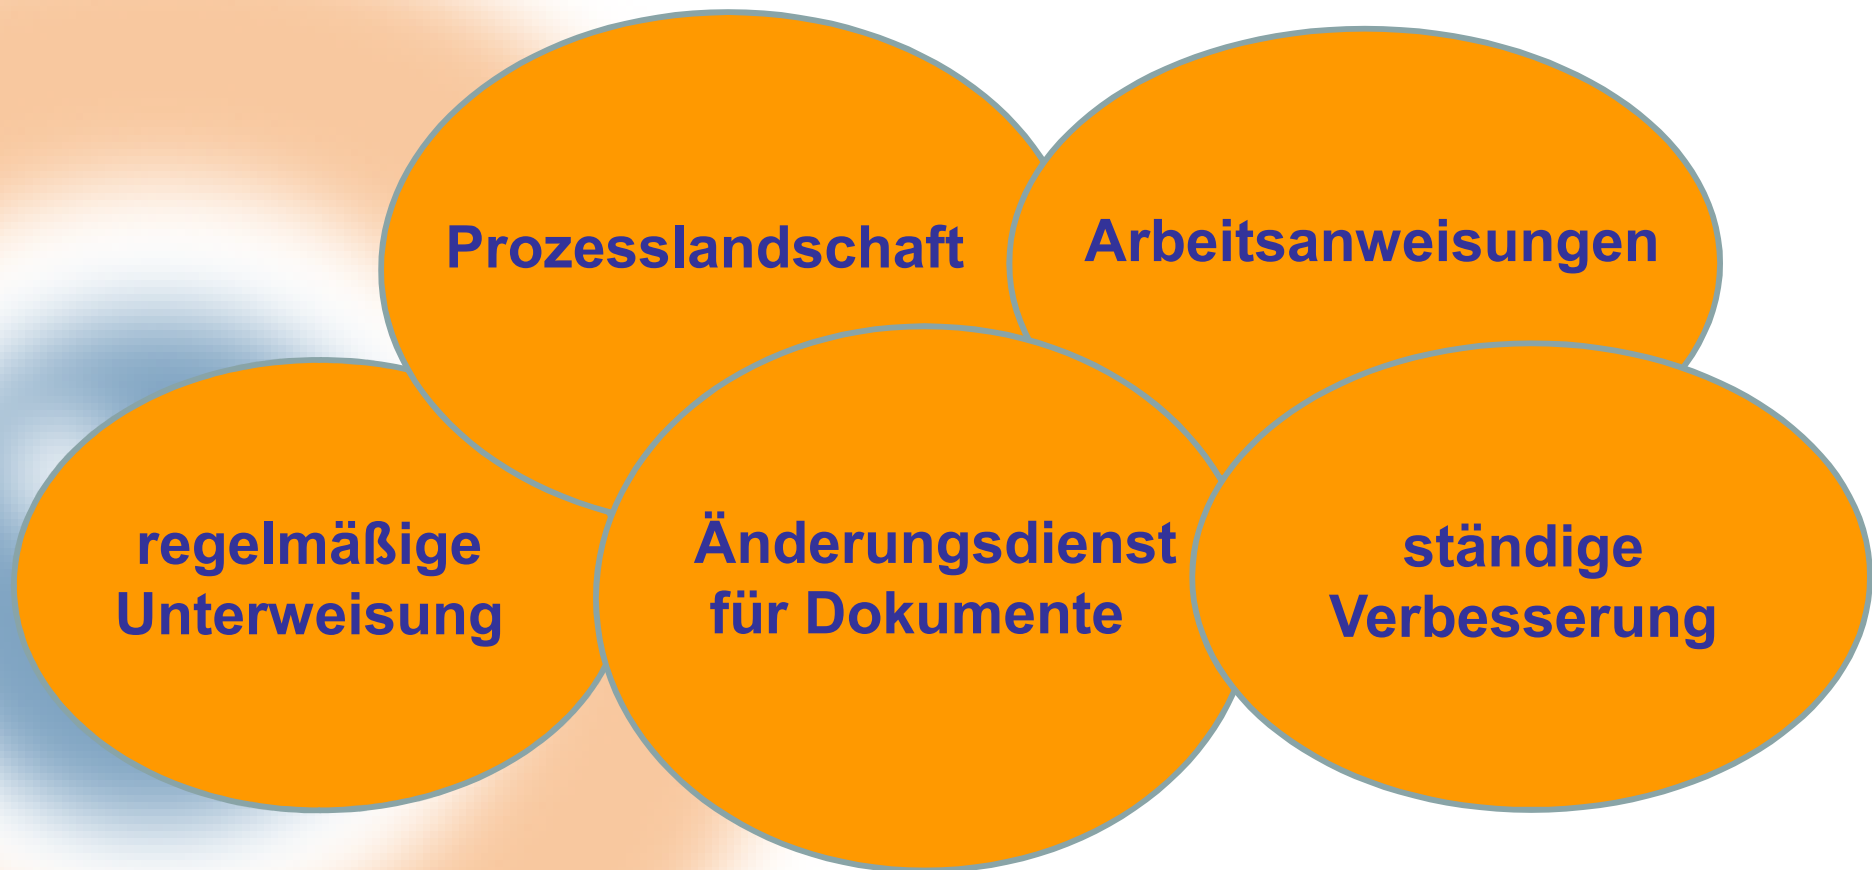 Prozesslandschaft
Arbeitsanweisungen
regelmäßige
Unterweisung
Änderungsdienst
für Dokumente
ständige
Verbesserung